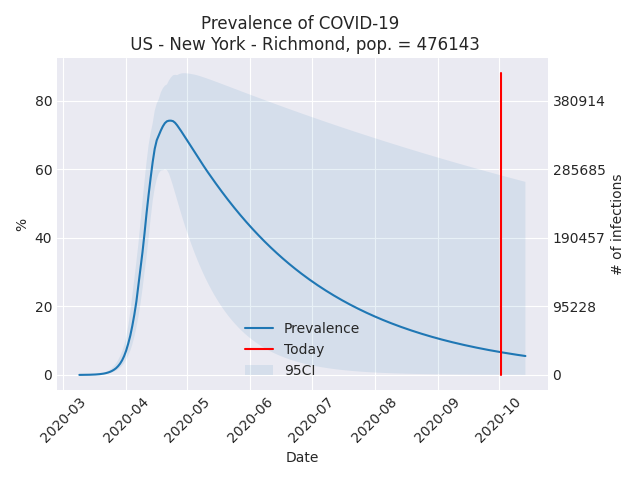 Prevalence of COVID-19
US - New York - Richmond, pop. = 476143
%
80
60
40
20
0
380914
285685
190457
95228
0
# of infections
Prevalence
Today
95CI
2020-03
2020-04
2020-05
2020-06
2020-07
2020-08
2020-09
2020-10
Date